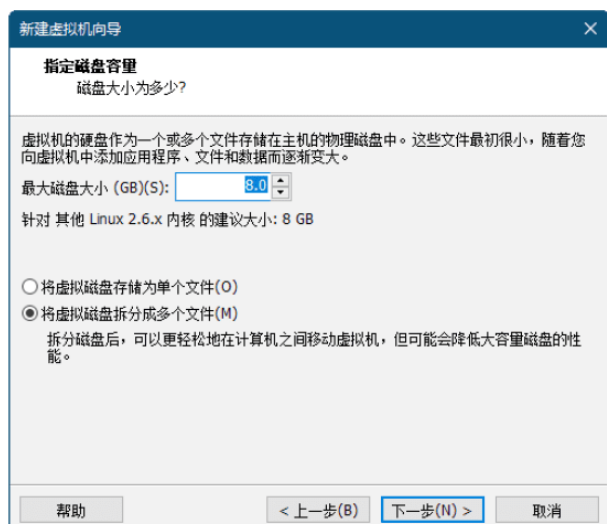 新建虚拟机向导
指定磁盘容量
磁盘大小为多少?
虚拟机的硬盘作为一个或多个文件存储在主机的物理磁盘中。这些文件最初很小，随着您
向虚拟机中添加应用程序、文件和数据而逐渐变大。
最大磁盘大小 (GB)(S): 8.0
针对 其他 Linux 2.6.x 内核 的建议大小: 8 GB
将虚拟磁盘存储为单个文件(O)
将虚拟磁盘拆分成多个文件(M)
拆分磁盘后，可以更轻松地在计算机之间移动虚拟机，但可能会降低大容量磁盘的性
能。
帮助 < 上一步(B) 下一步(N) > 取消